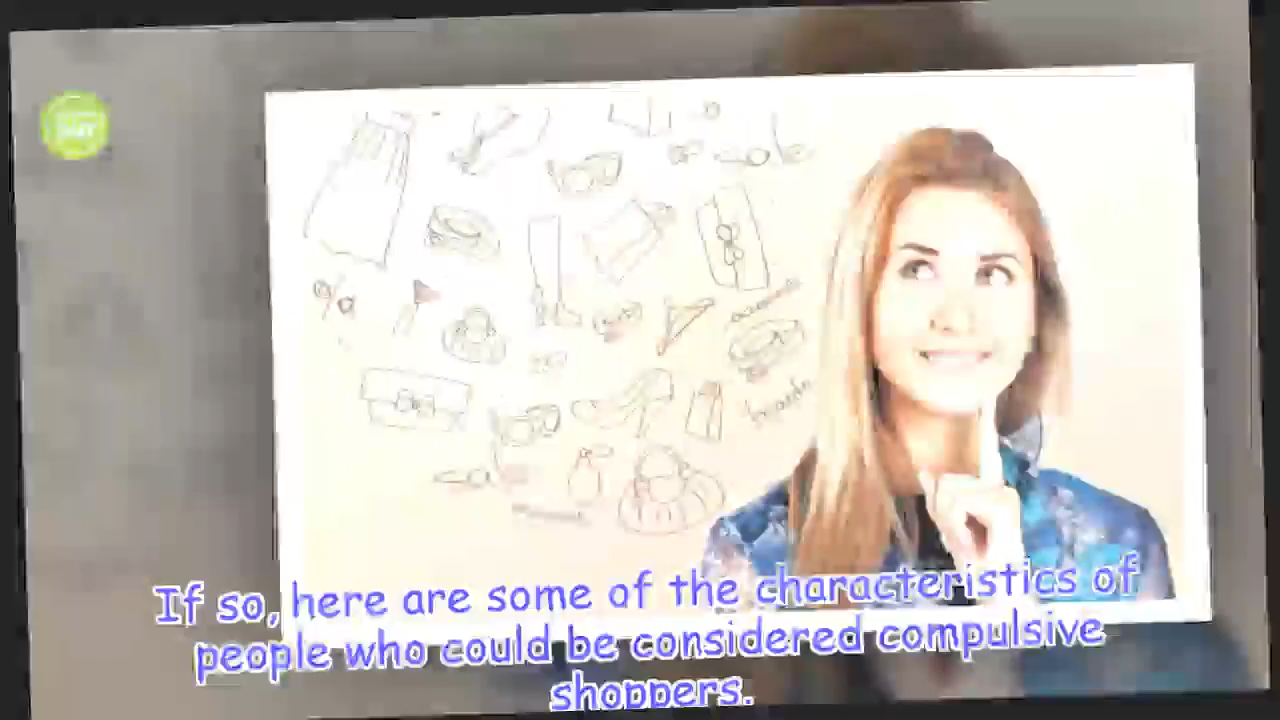 %
If so, here are some of the characteristics of
people who could be considered compulsive
shoppers.